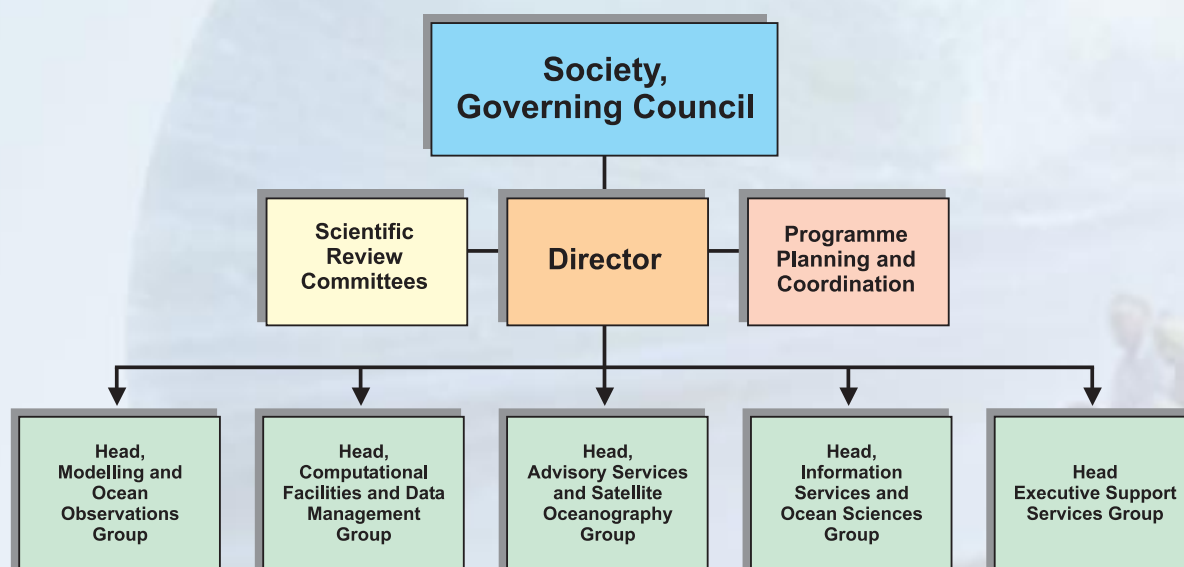 Society,
Governing Council
Scientific
Review
Committees
Director
Programme
Planning and
Coordination
Head,
Modelling and
Ocean
Observations
Group
Head,
Computational
Facilities and Data
Management
Group
Head,
Advisory Services
and Satellite
Oceanography
Group
Head,
Information
Services and
Ocean Sciences
Group
Head
Executive Support
Services Group